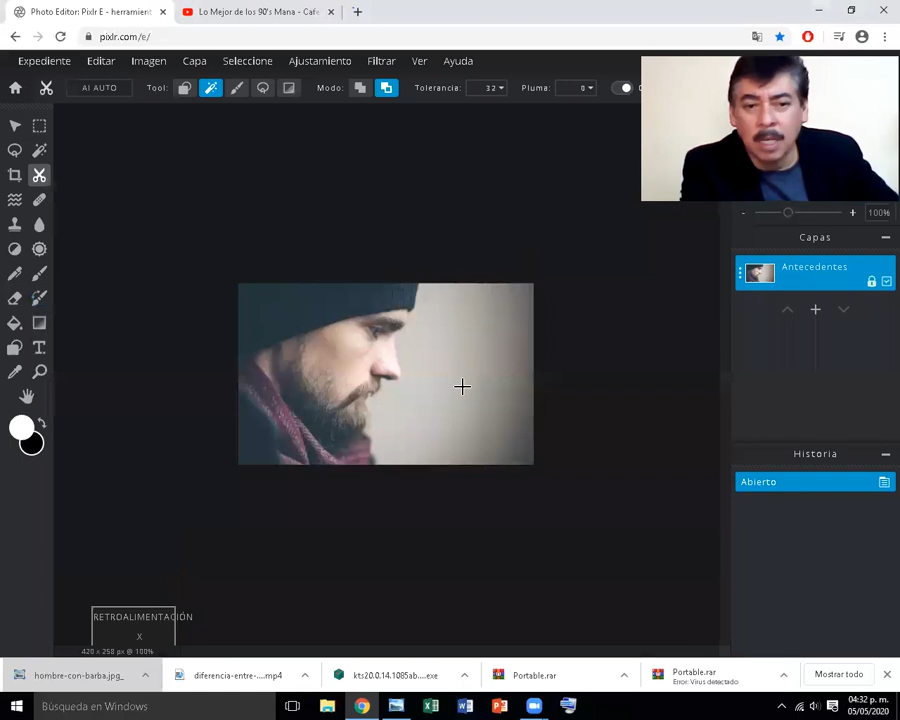 Photo Editor: Pixlr E - herramient
Lo Mejor de los 90's Mana - Cafe
pixlr.com/e/
Expediente Editar Imagen Capa Seleccione Ajustamiento Filtrar Ver Ayuda
AI AUTO Tool: Modo: Tolerancia: 32 Pluma: 0
100%
Capas
Antecedentes
Historia
Abierto
RETROALIMENTACIÓN
X
420 x 258 px @ 100%
hombre-con-barba.jpg_
diferencia-entre-....mp4
kts20.0.14.1085ab....exe
Portable.rar
Portable.rar
Error: Virus detectado
Mostrar todo
Búsqueda en Windows
04:32 p. m.
05/05/2020